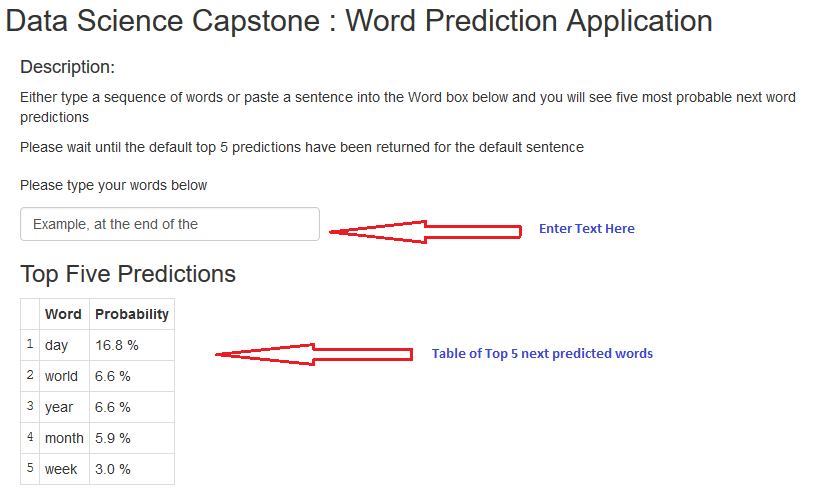 Data Science Capstone : Word Prediction Application
Description:
Either type a sequence of words or paste a sentence into the Word box below and you will see five most probable next word
predictions
Please wait until the default top 5 predictions have been returned for the default sentence
Please type your words below
Example, at the end of the
Enter Text Here
Top Five Predictions
Word Probability
1 day 16.8 %
2 world 6.6 %
Table of Top 5 next predicted words
3 year 6.6 %
4 month 5.9 %
5 week 3.0 %